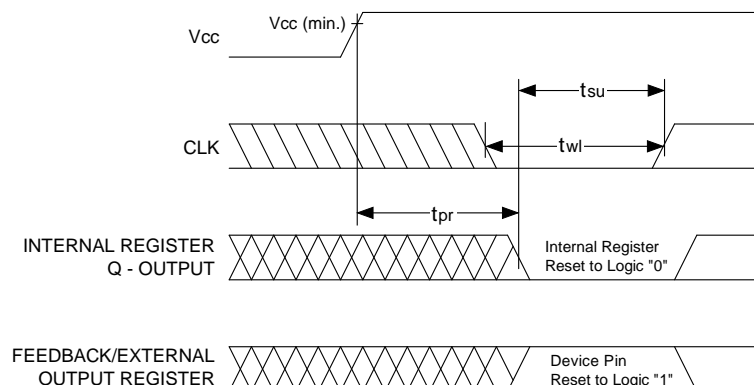 Vcc
Vcc (min.)
tsu
CLK
twl
tpr
INTERNAL REGISTER
Q - OUTPUT
Internal Register
Reset to Logic "0"
FEEDBACK/EXTERNAL
OUTPUT REGISTER
Device Pin
Reset to Logic "1"